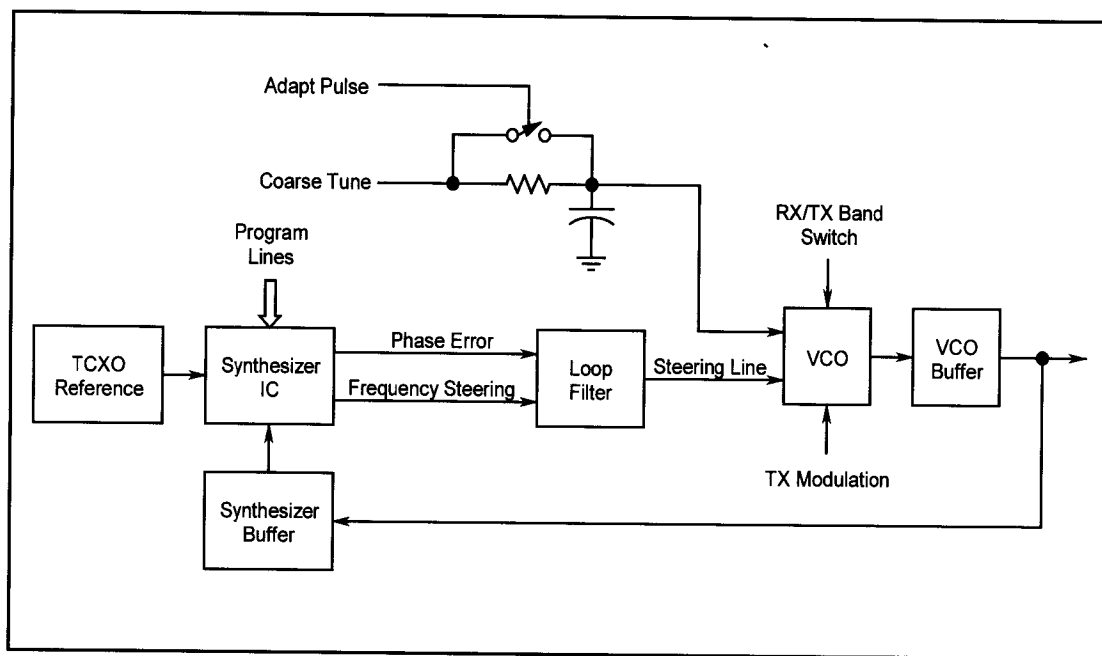 Adapt Pulse
Coarse Tune
Program
Lines
RX/TX Band
Switch
TCXO
Reference
Synthesizer
IC
Phase Error
Frequency Steering
Loop
Filter
Steering Line
VCO
VCO
Buffer
TX Modulation
Synthesizer
Buffer